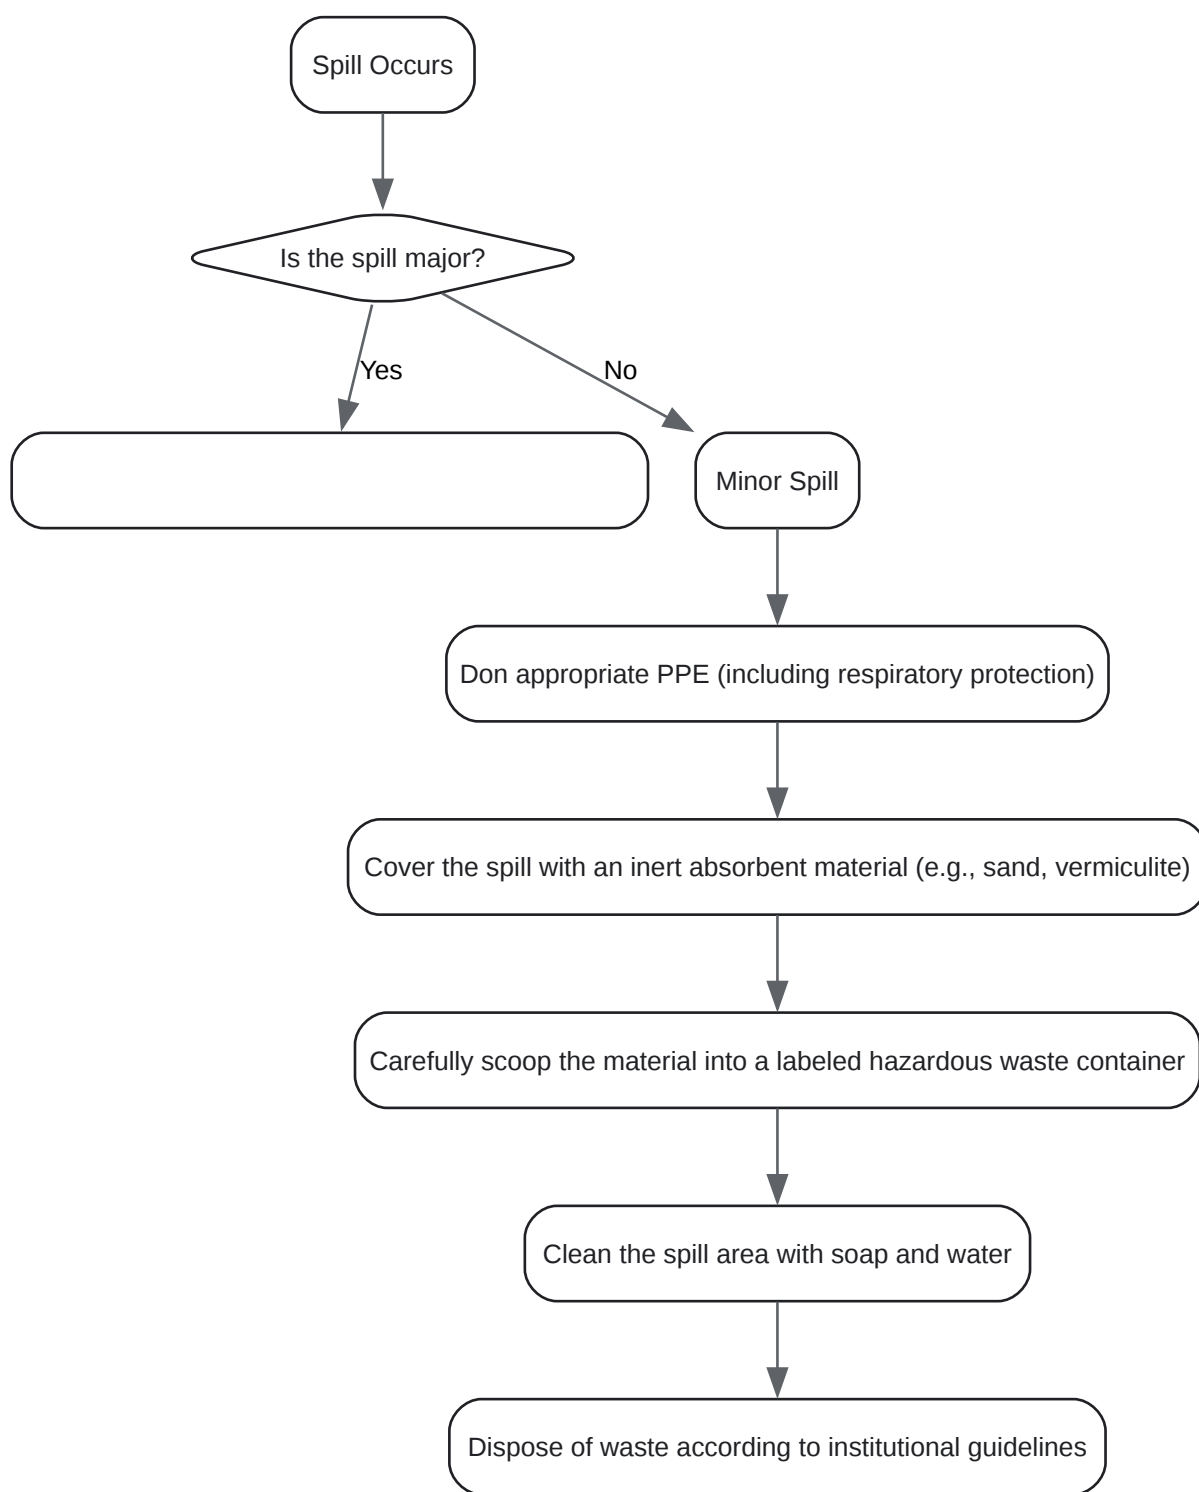 Spill Occurs
Is the spill major?
Yes
No
Minor Spill
Don appropriate PPE (including respiratory protection)
Cover the spill with an inert absorbent material (e.g., sand, vermiculite)
Carefully scoop the material into a labeled hazardous waste container
Clean the spill area with soap and water
Dispose of waste according to institutional guidelines